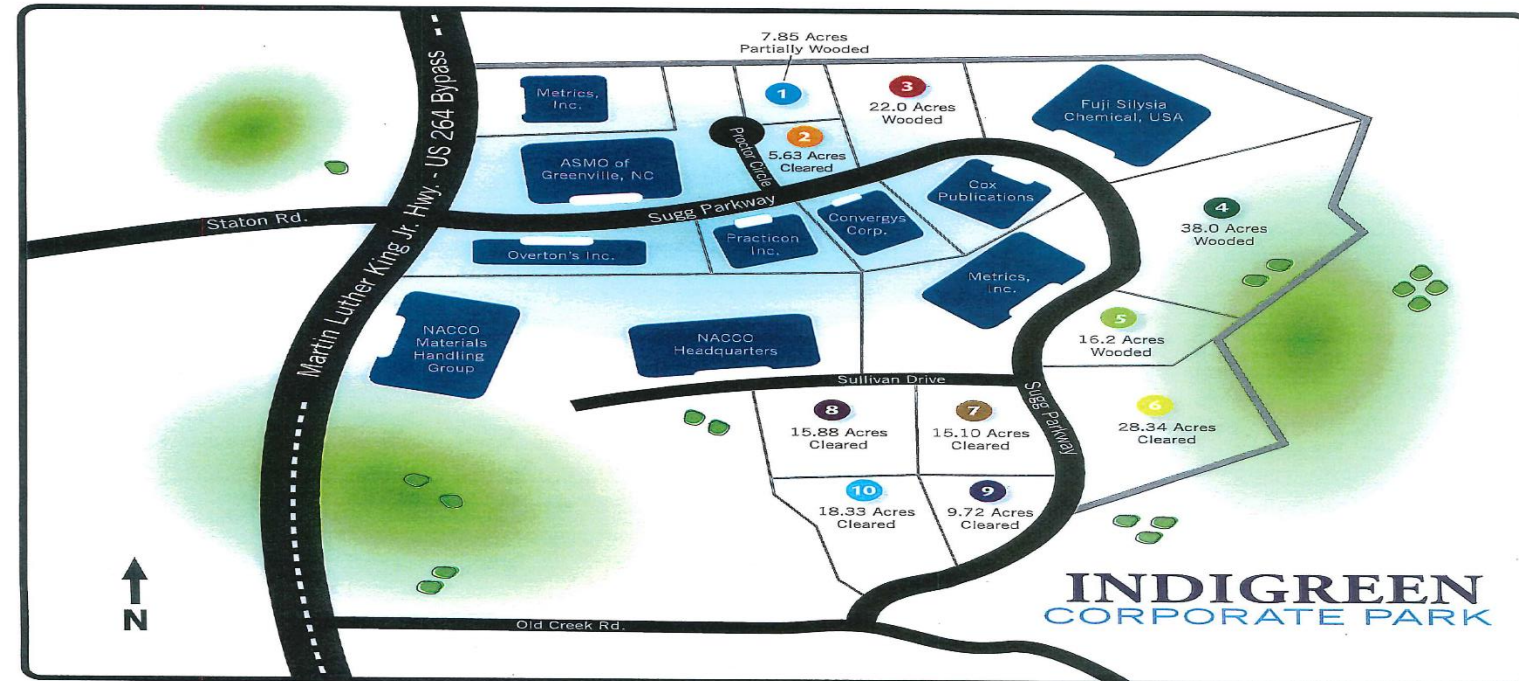 7.85 Acres
Partially Wooded
1
Metrics,
Inc.
3
22.0 Acres
Wooded
Fuji Silysia
Chemical, USA
2
5.63 Acres
Cleared
Proctor Circle
ASMO of
Greenville, NC
Martin Luther King Jr. Hwy. - US 264 Bypass
Staton Rd.
Sugg Parkway
Cox
Publications
Convergys
Corp.
Practicon
Inc.
Overton's Inc.
4
38.0 Acres
Wooded
Metrics,
Inc.
NACCO
Materials
Handling
Group
NACCO
Headquarters
5
16.2 Acres
Wooded
Sullivan Drive
Sugg Parkway
8
15.88 Acres
Cleared
7
15.10 Acres
Cleared
6
28.34 Acres
Cleared
10
18.33 Acres
Cleared
9
9.72 Acres
Cleared
N
Old Creek Rd.
INDIGREEN
CORPORATE PARK